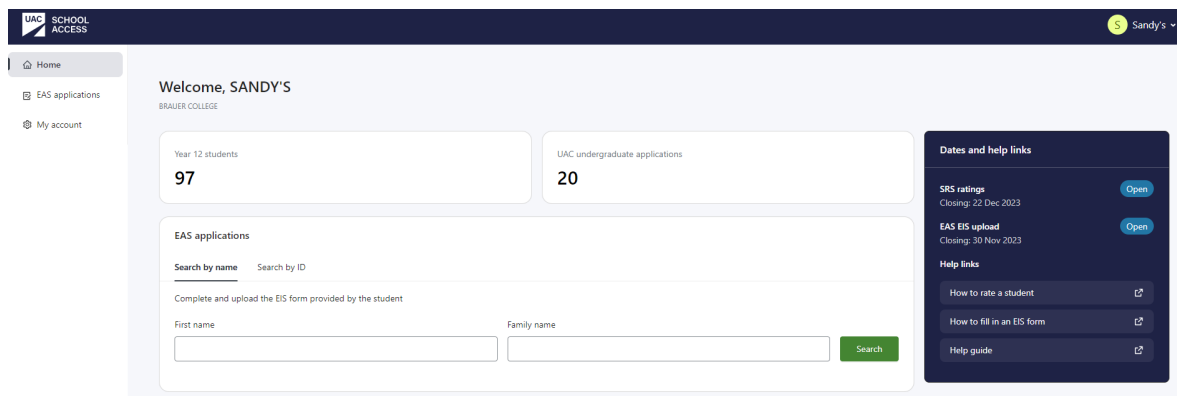 UAC SCHOOL ACCESS
S Sandy's
Home
EAS applications
My account
Welcome, SANDY'S
BRAUER COLLEGE
Year 12 students
97
UAC undergraduate applications
20
EAS applications
Search by name Search by ID
Complete and upload the EIS form provided by the student
First name Family name
Search
Dates and help links
SRS ratings Open
Closing: 22 Dec 2023
EAS EIS upload Open
Closing: 30 Nov 2023
Help links
How to rate a student
How to fill in an EIS form
Help guide